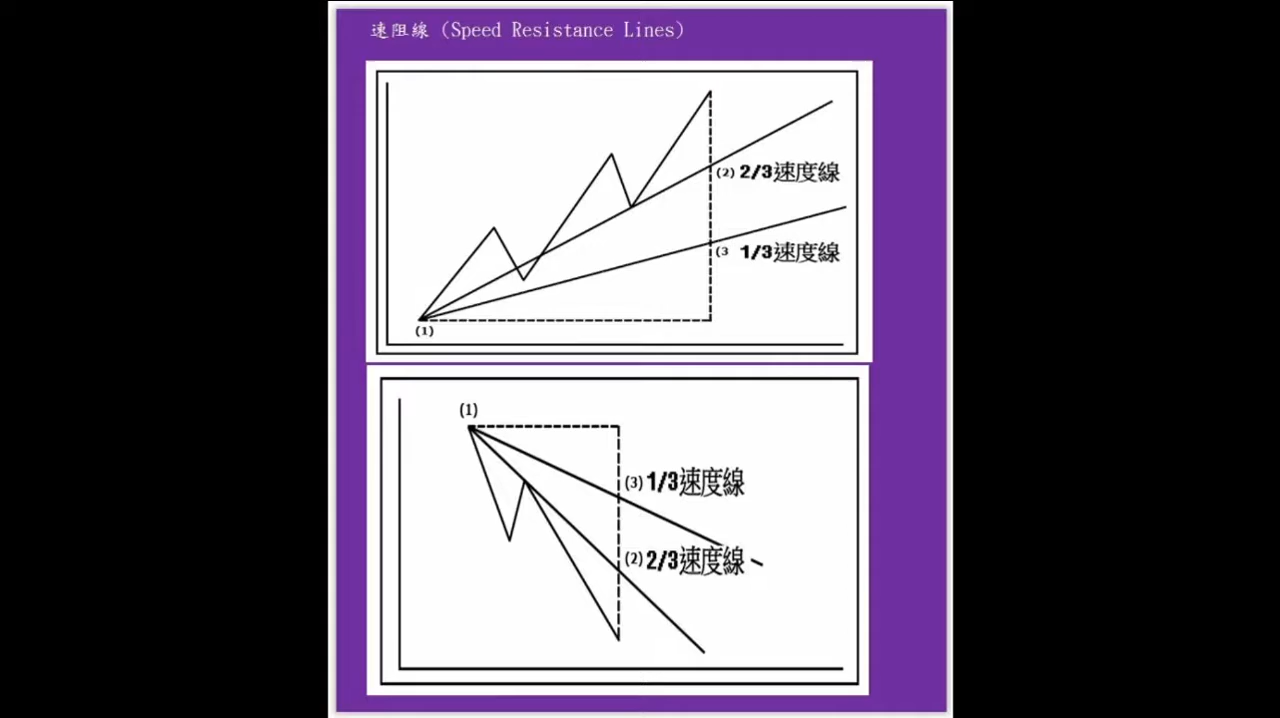 速阻線 (Speed Resistance Lines)
(2) 2/3速度線
(3 1/3速度線
(1)
(1)
(3) 1/3速度線
(2) 2/3速度線